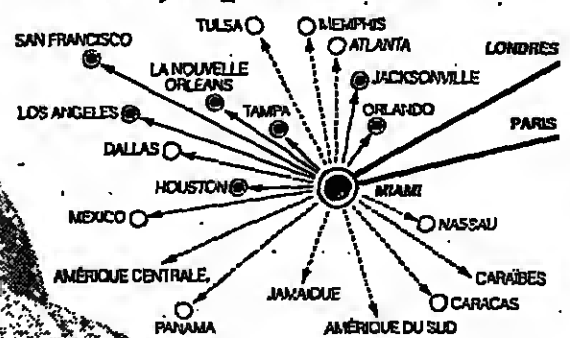 TULSA
MEMPHIS
SAN FRANCISCO
ATLANTA
LONDRES
LA NOUVELLE
ORLÉANS
JACKSONVILLE
LOS ANGELES
TAMPA
ORLANDO
PARIS
DALLAS
HOUSTON
MIAMI
MEXICO
NASSAU
AMÉRIQUE CENTRALE
JAMAIQUE
CARAÏBES
CARACAS
PANAMA
AMÉRIQUE DU SUD